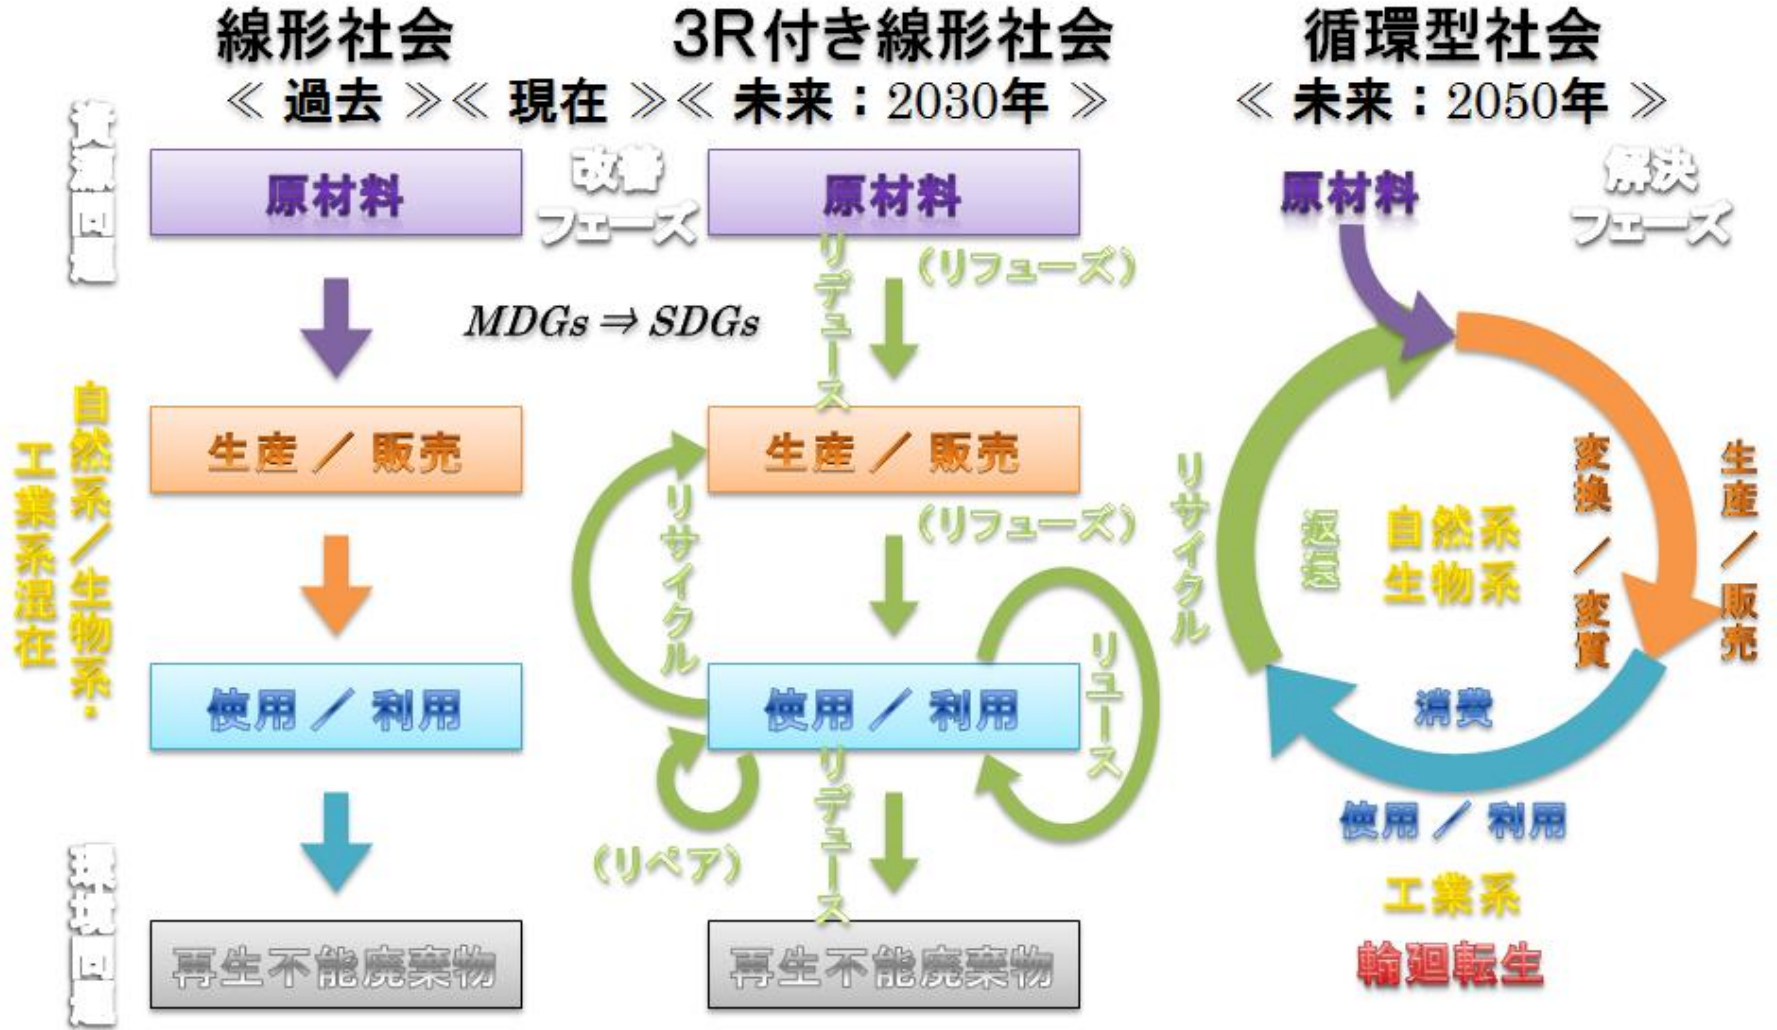 線形社会
3R付き線形社会
循環型社会
≪ 過去 ≫≪ 現在 ≫≪ 未来：2030年 ≫
≪ 未来：2050年 ≫
資源問題
自然系／生物系・
工業系混在
環境問題
原材料
生産 ／ 販売
使用 ／ 利用
再生不能廃棄物
改善
フェーズ
MDGs ⇒ SDGs
原材料
リデュース
（リフューズ）
生産 ／ 販売
リサイクル
（リフューズ）
使用 ／ 利用
リユース
（リペア）
リデュース
再生不能廃棄物
解決
フェーズ
原材料
リサイクル
返還
自然系
生物系
変換／変質
生産／販売
消費
使用 ／ 利用
工業系
輪廻転生